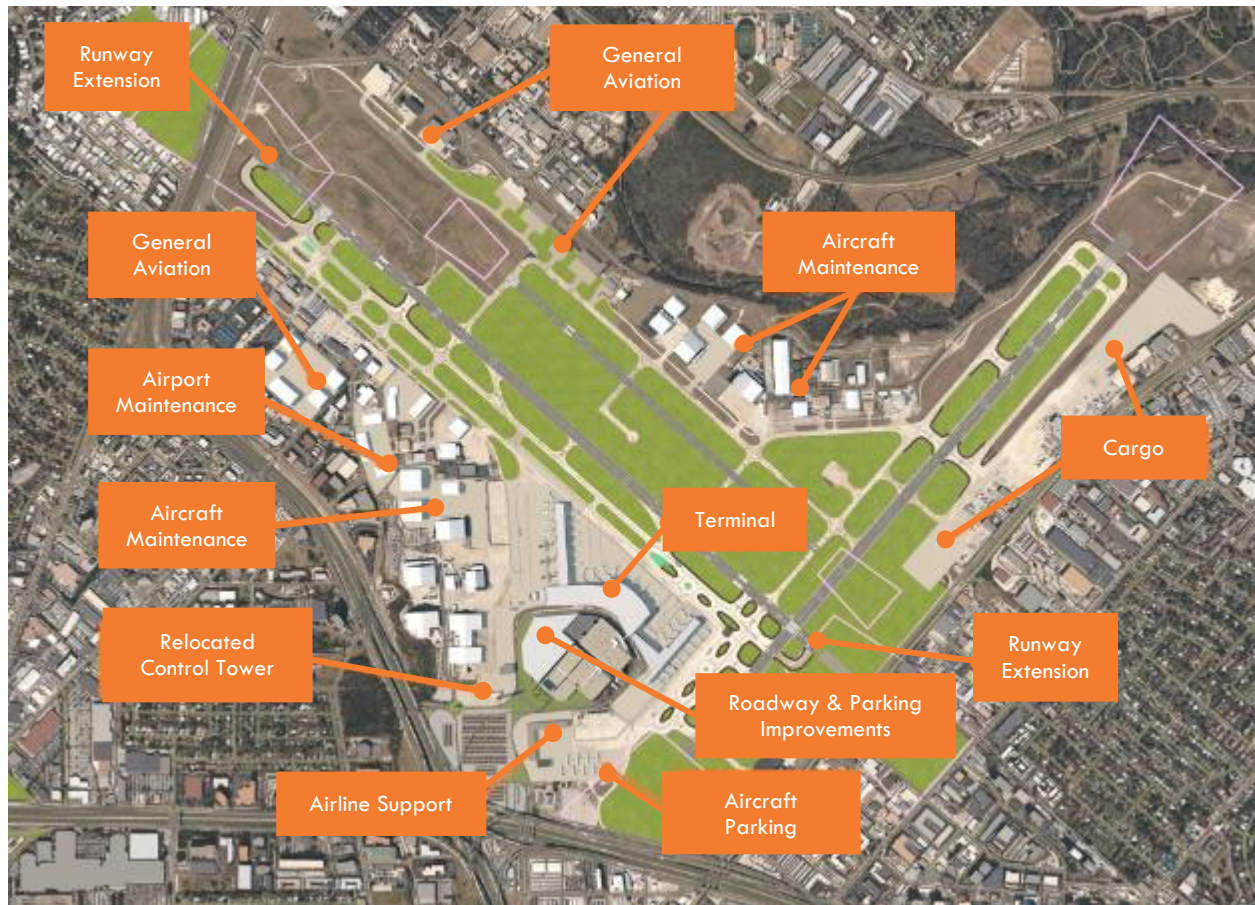 Runway
Extension
General
Aviation
General
Aviation
Aircraft
Maintenance
Airport
Maintenance
Cargo
Aircraft
Maintenance
Terminal
Relocated
Control Tower
Runway
Extension
Roadway & Parking
Improvements
Airline Support
Aircraft
Parking